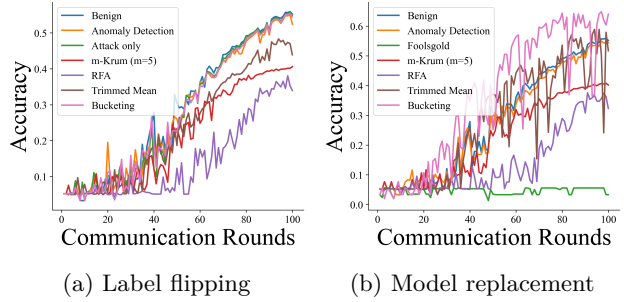 Benign
Anomaly Detection
Attack only
m-Krum (m=5)
RFA
Trimmed Mean
Bucketing
0.5
0.4
0.3
0.2
0.1
Accuracy
0 20 40 60 80 100
Communication Rounds
(a) Label flipping
Benign
Anomaly Detection
Foolsgold
m-Krum (m=5)
RFA
Trimmed Mean
Bucketing
0.6
0.5
0.4
0.3
0.2
0.1
0.0
Accuracy
0 20 40 60 80 100
Communication Rounds
(b) Model replacement